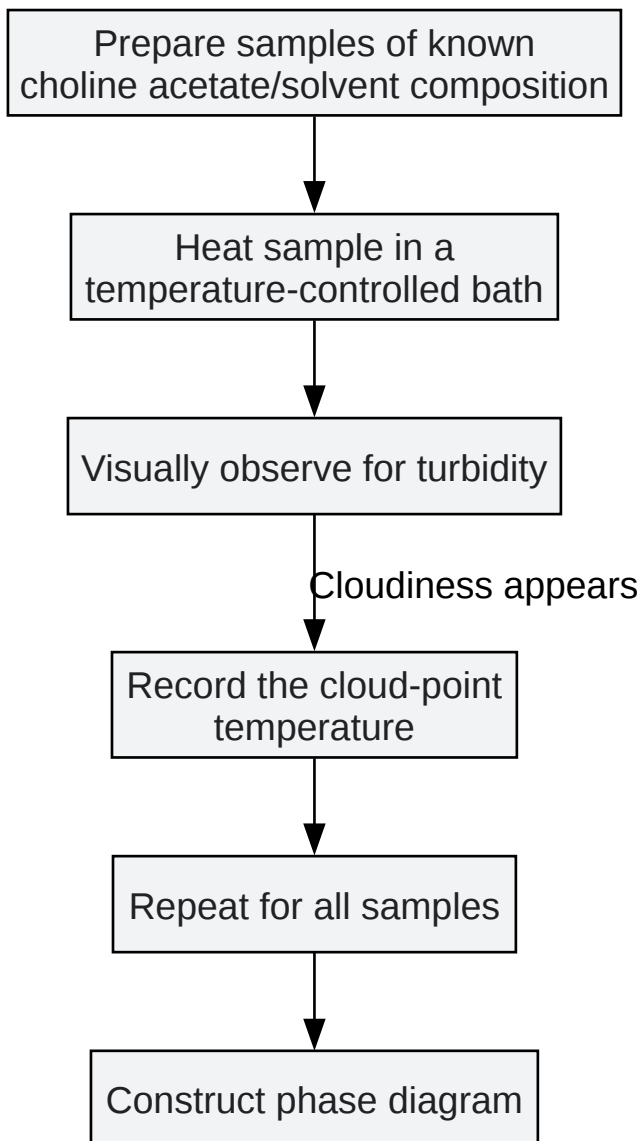 Prepare samples of known
choline acetate/solvent composition
Heat sample in a
temperature-controlled bath
Visually observe for turbidity
Cloudiness appears
Record the cloud-point
temperature
Repeat for all samples
Construct phase diagram